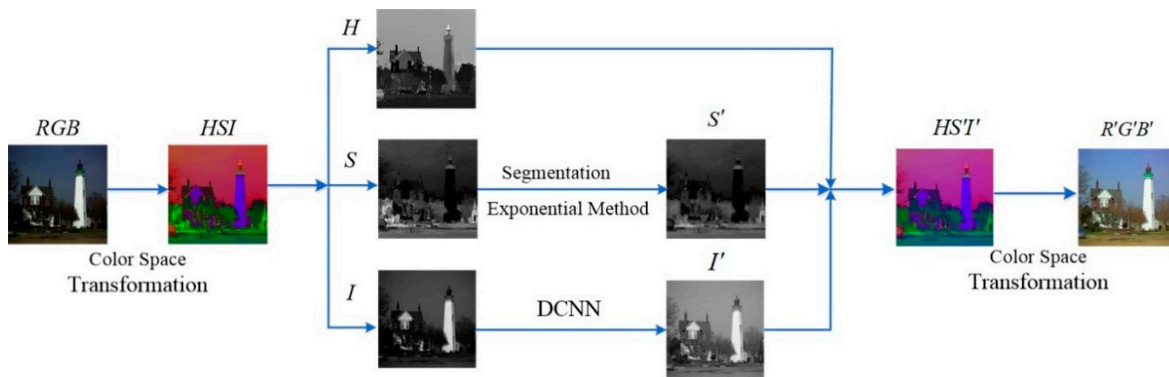 RGB
HSI
Color Space
Transformation
H
S
I
Segmentation
Exponential Method
DCNN
S'
I'
HS'I'
R'G'B'
Color Space
Transformation